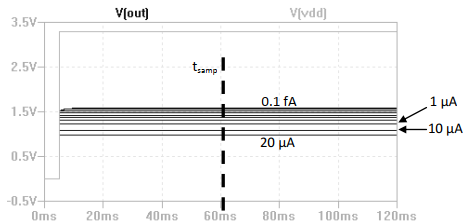 V(out) V(vdd)
3.5V
2.5V
1.5V
0.5V
-0.5V
tsamp
0.1 fA
1 µA
10 µA
20 µA
0ms 20ms 40ms 60ms 80ms 100ms 120ms